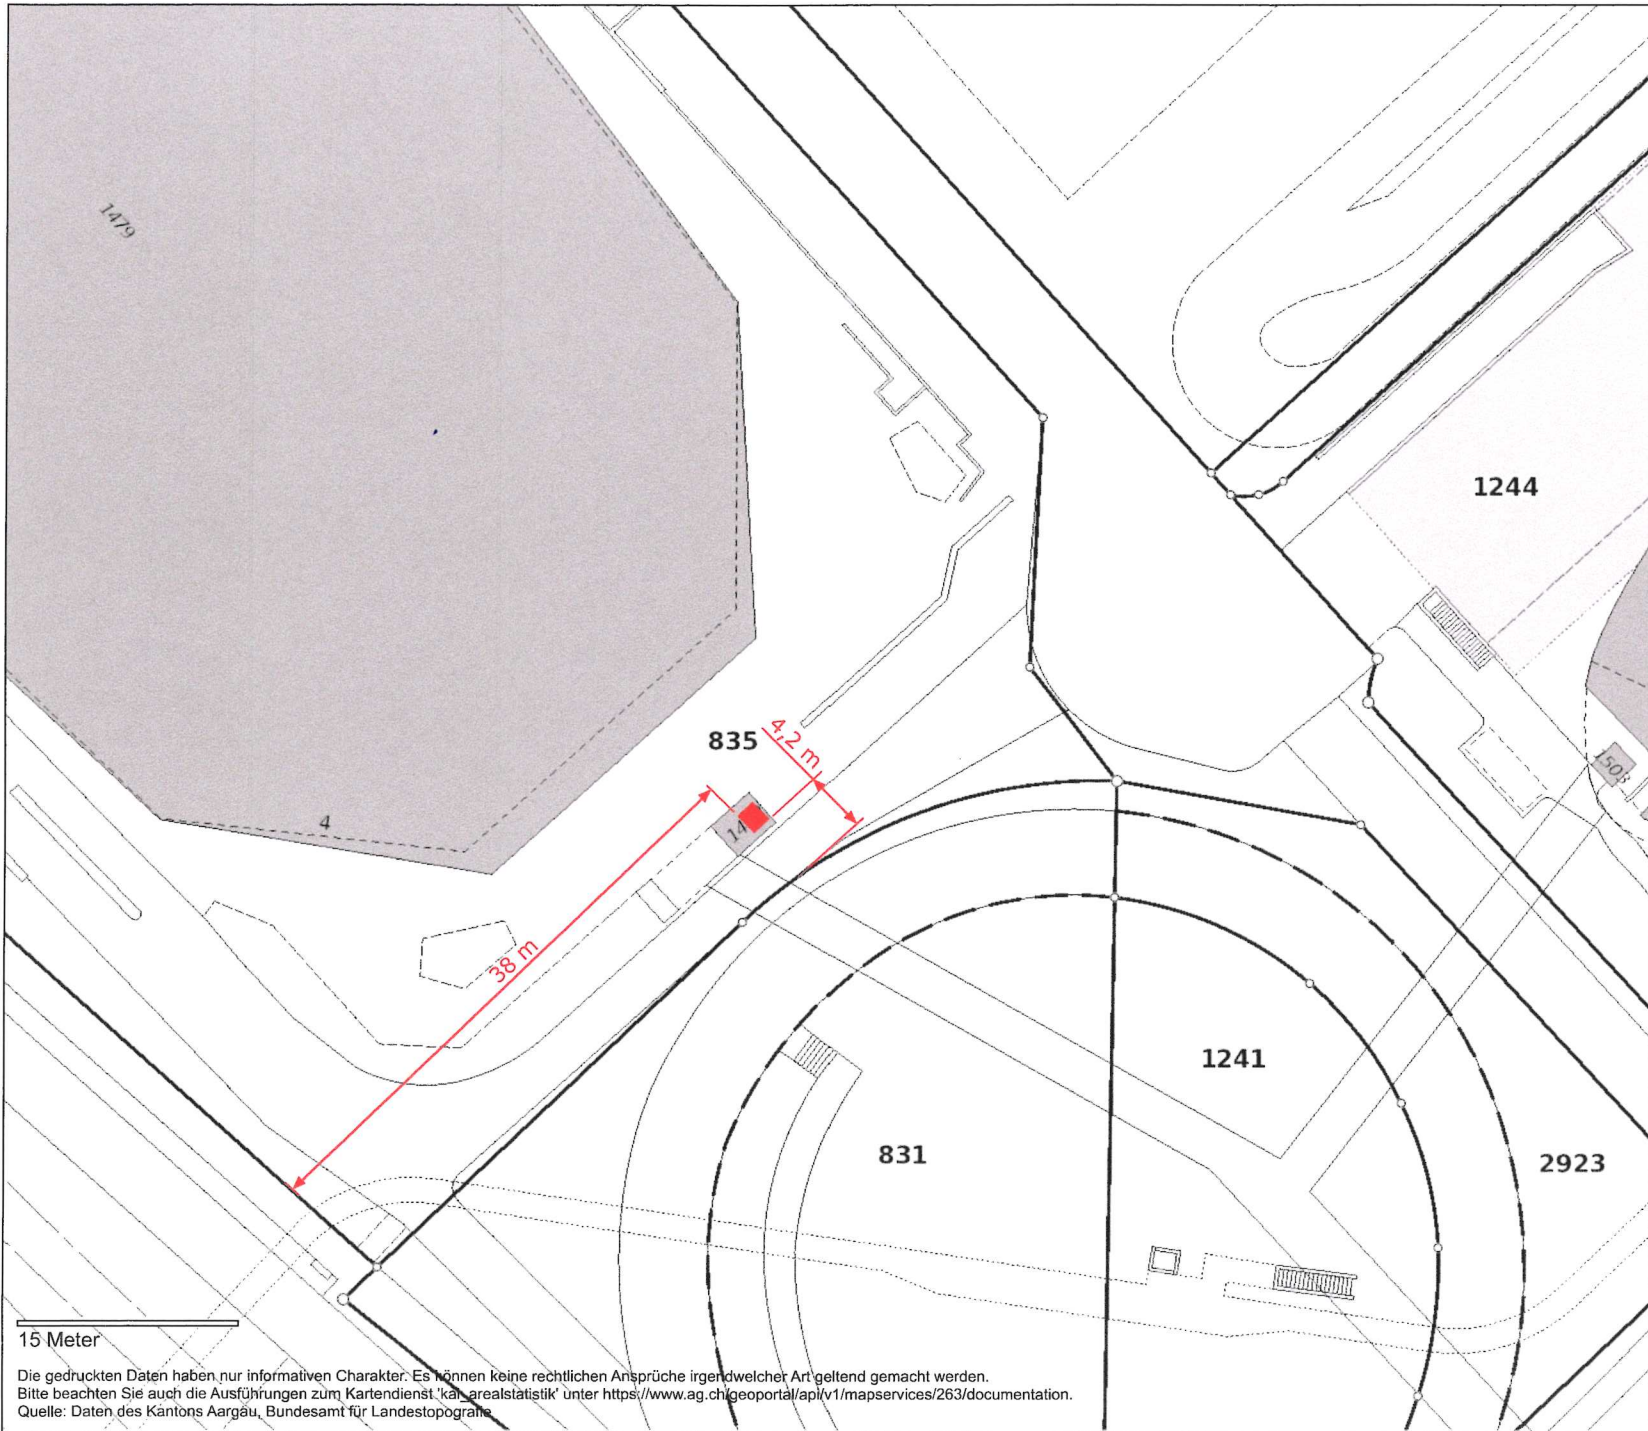 1479
1244
835
4,2 m
1503
14
4
38 m
1241
831
2923
15 Meter
Die gedruckten Daten haben nur informativen Charakter. Es können keine rechtlichen Ansprüche irgendwelcher Art geltend gemacht werden.
Bitte beachten Sie auch die Ausführungen zum Kartendienst 'kai_arealstatistik' unter https://www.ag.ch/geoportal/api/v1/mapservices/263/documentation.
Quelle: Daten des Kantons Aargau, Bundesamt für Landestopografie